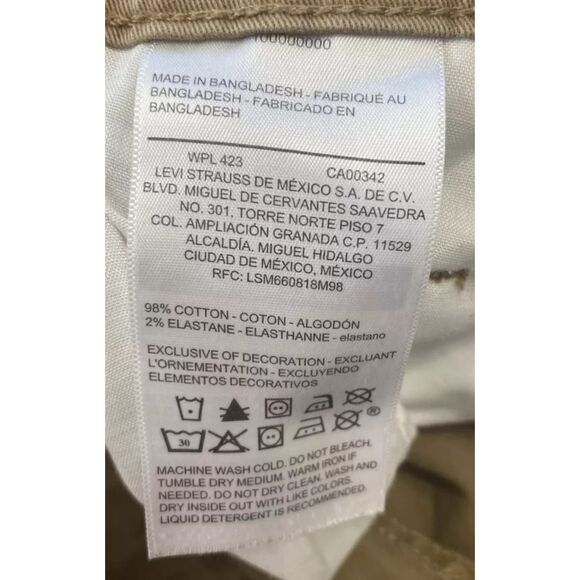 100000000
MADE IN BANGLADESH - FABRIQUÉ AU
BANGLADESH - FABRICADO EN
BANGLADESH
WPL 423 CA00342
LEVI STRAUSS DE MÉXICO S.A. DE C.V.
BLVD. MIGUEL DE CERVANTES SAAVEDRA
NO. 301, TORRE NORTE PISO 7
COL. AMPLIACIÓN GRANADA C.P. 11529
ALCALDÍA. MIGUEL HIDALGO
CIUDAD DE MÉXICO, MÉXICO
RFC: LSM660818M98
98% COTTON - COTON - ALGODÓN
2% ELASTANE - ELASTHANNE - elastano
EXCLUSIVE OF DECORATION - EXCLUANT
L'ORNEMENTATION - EXCLUYENDO
ELEMENTOS DECORATIVOS
30 ®
MACHINE WASH COLD. DO NOT BLEACH.
TUMBLE DRY MEDIUM. WARM IRON IF
NEEDED. DO NOT DRY CLEAN. WASH AND
DRY INSIDE OUT WITH LIKE COLORS.
LIQUID DETERGENT IS RECOMMENDED.